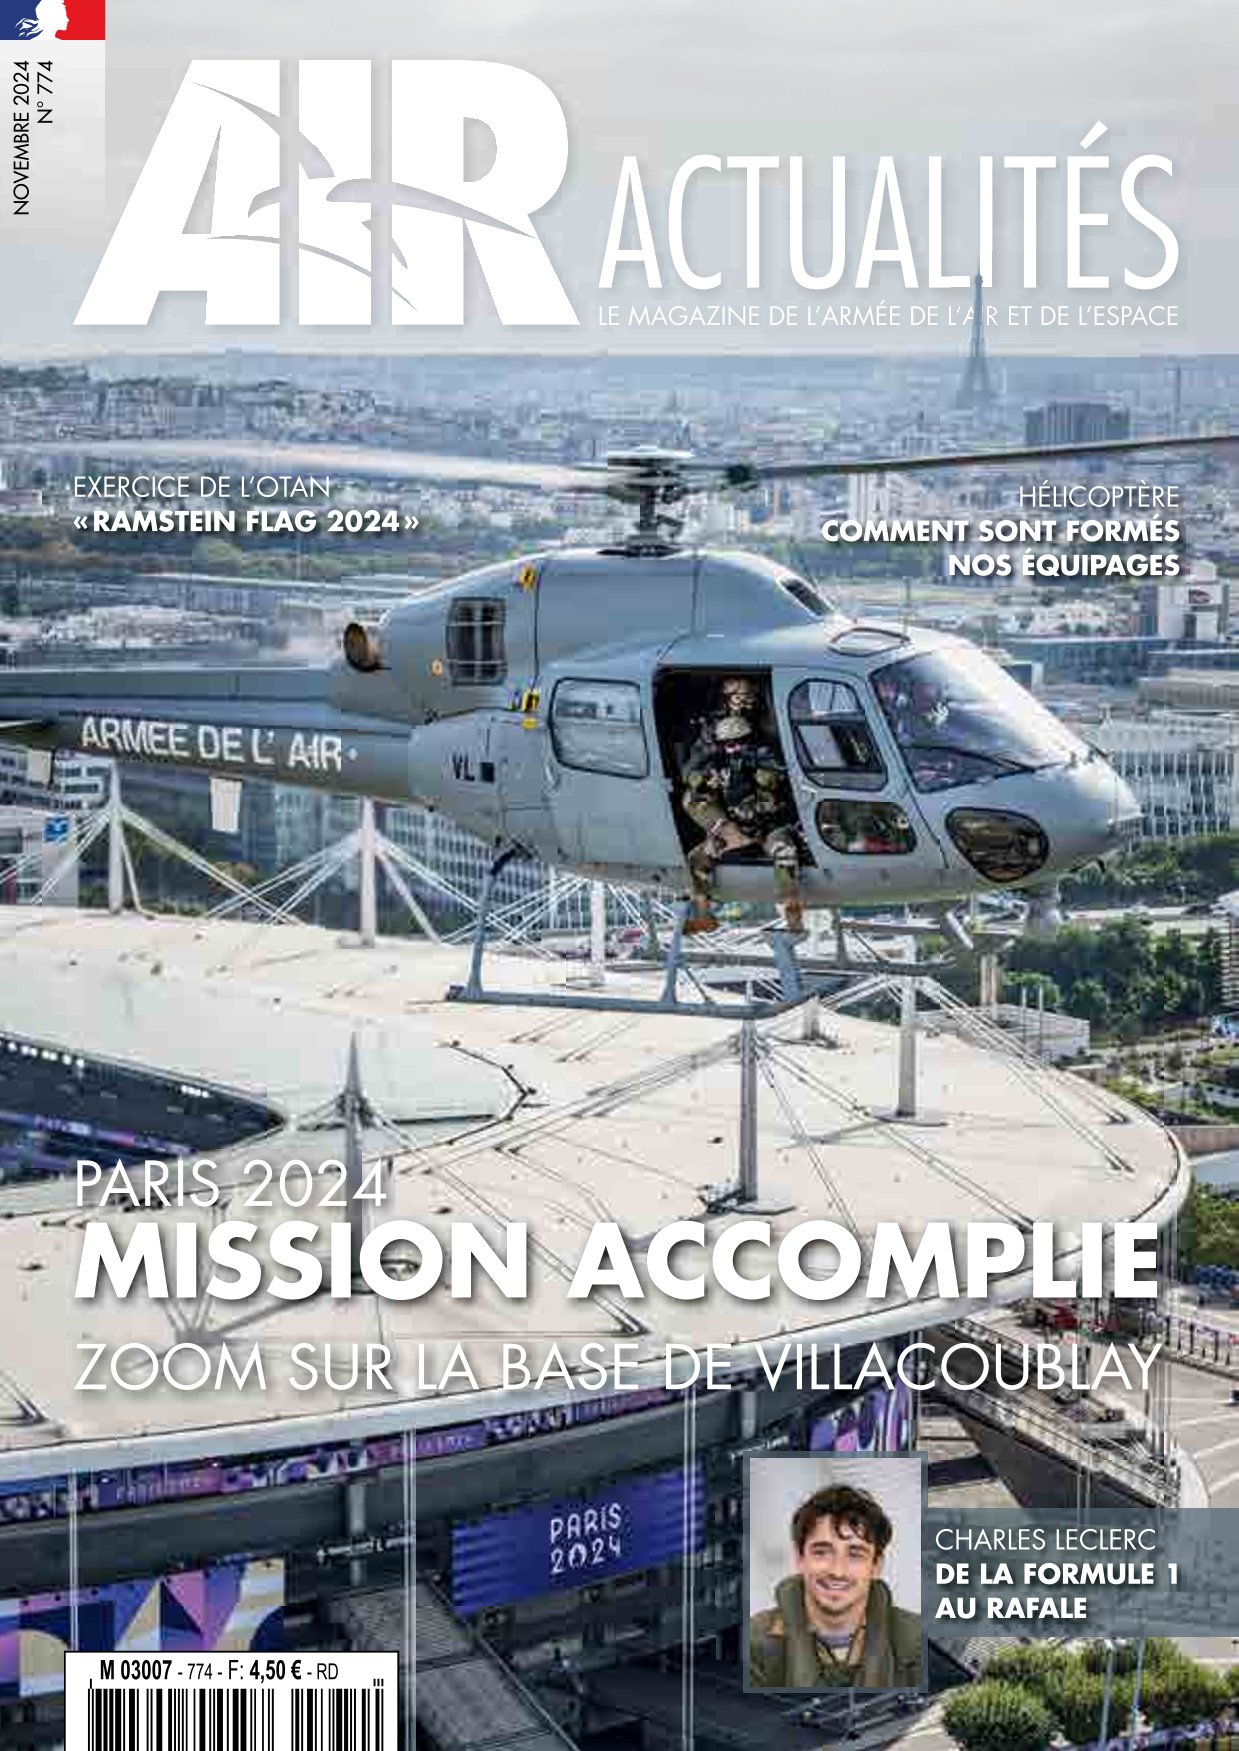 NOVEMBRE 2024
N° 774
AIR ACTUALITÉS
LE MAGAZINE DE L'ARMÉE DE L'AIR ET DE L'ESPACE
EXERCICE DE L'OTAN
« RAMSTEIN FLAG 2024 »
HÉLICOPTÈRE
COMMENT SONT FORMÉS
NOS ÉQUIPAGES
ARMEE DE L' AIR
VL
PARIS 2024
MISSION ACCOMPLIE
ZOOM SUR LA BASE DE VILLACOUBLAY
PARIS
2024
CHARLES LECLERC
DE LA FORMULE 1
AU RAFALE
M 03007 - 774 - F: 4,50 € - RD